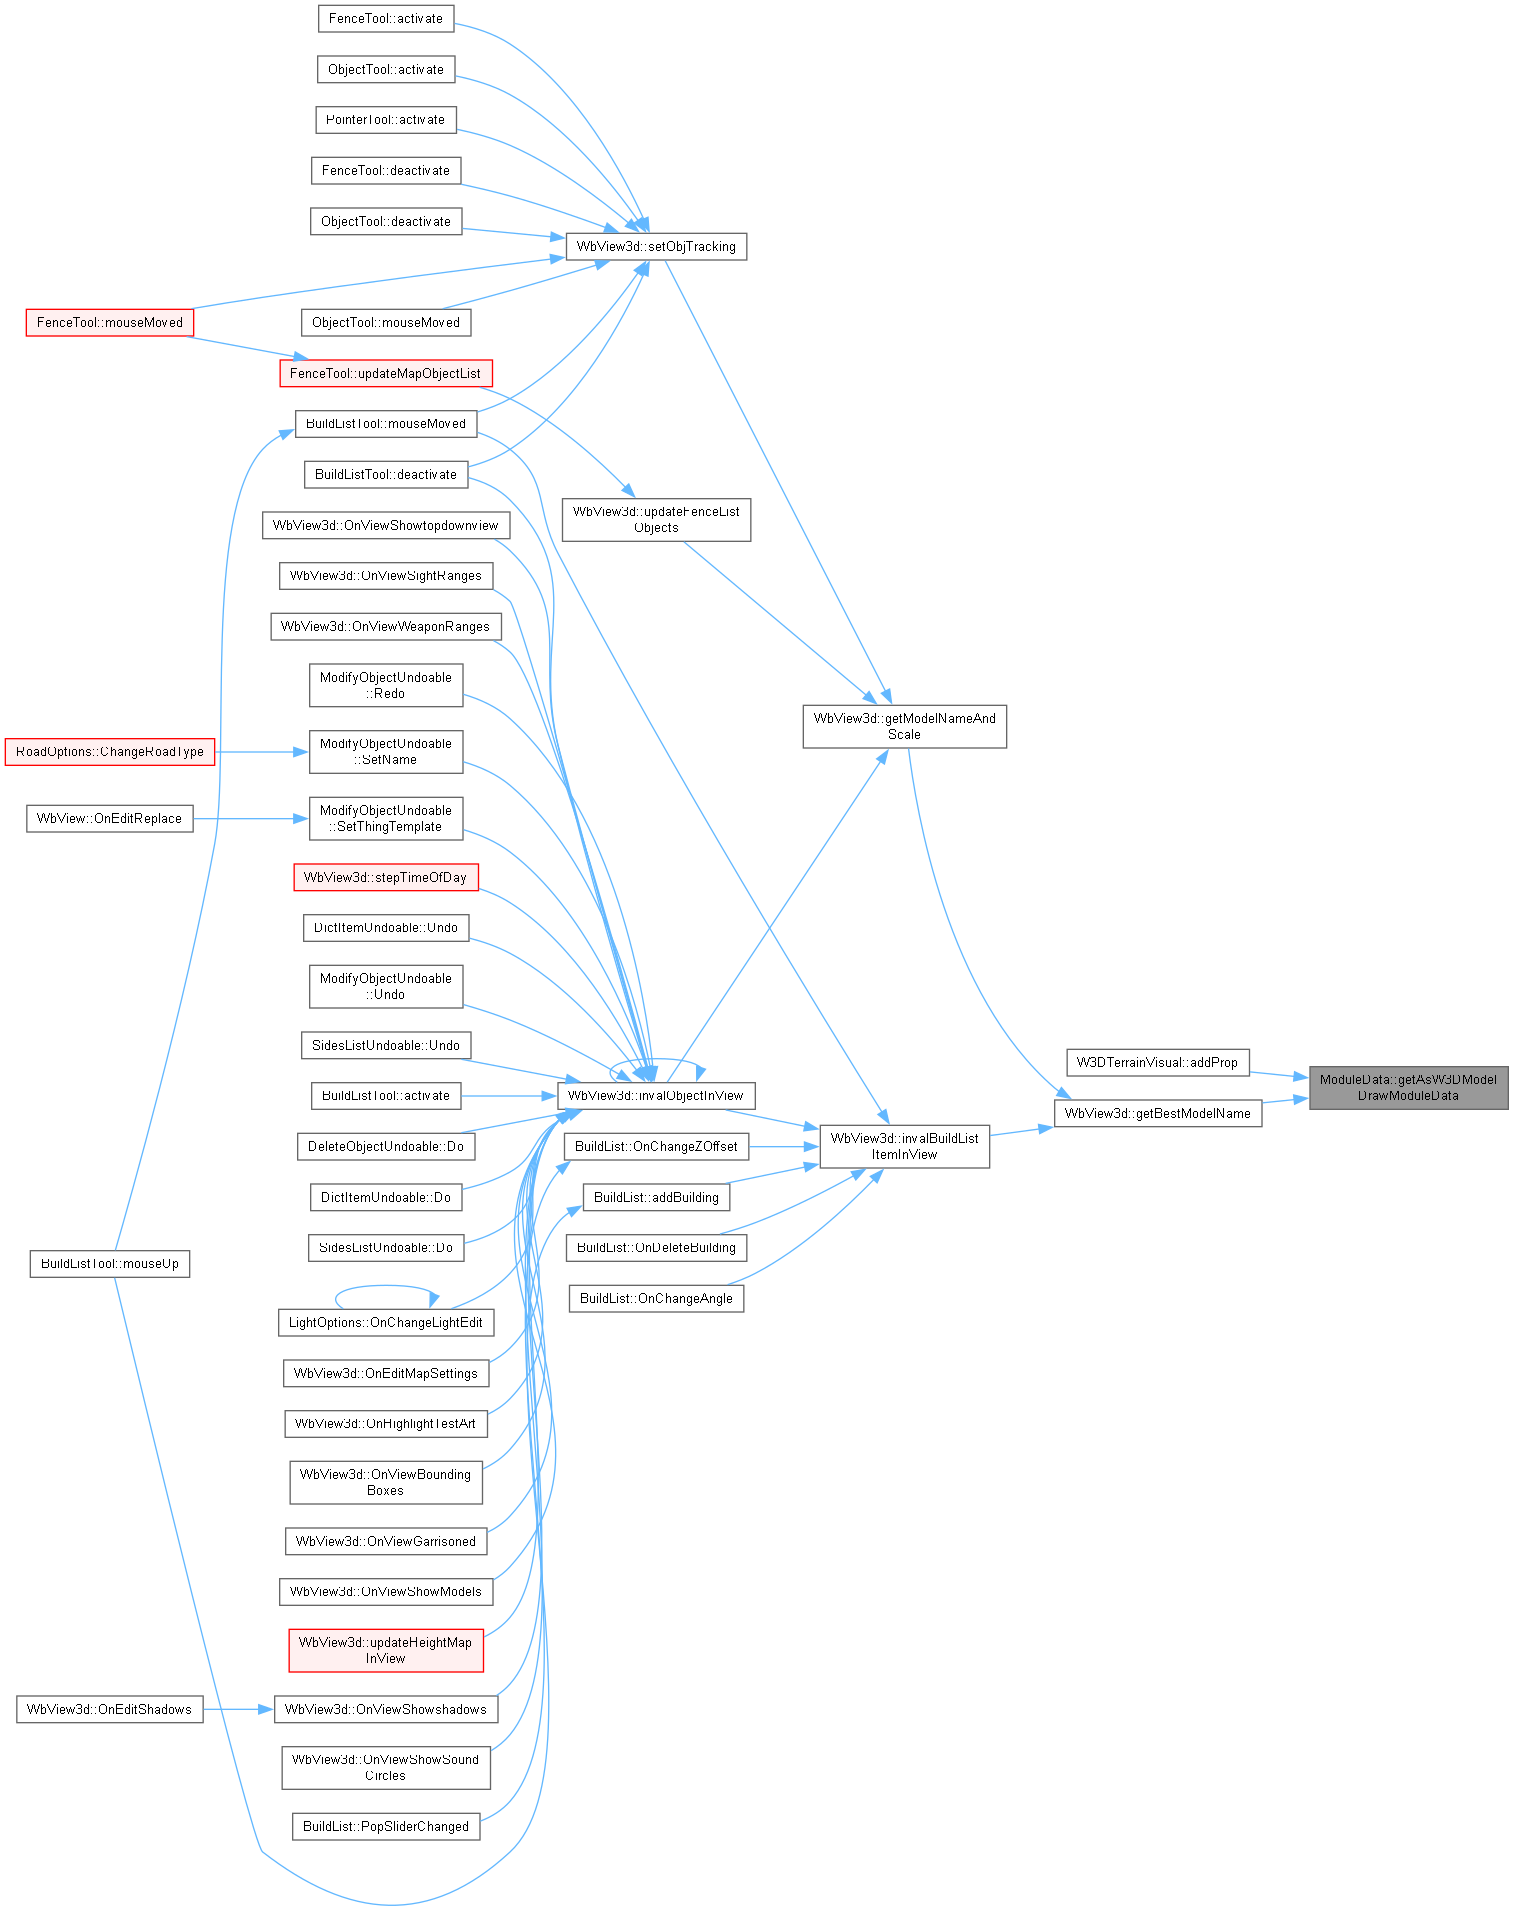 FenceTool::activate
ObjectTool::activate
PointerTool::activate
FenceTool::deactivate
ObjectTool::deactivate
WbView3d::setObjTracking
FenceTool::mouseMoved
ObjectTool::mouseMoved
FenceTool::updateMapObjectList
BuildListTool::mouseMoved
BuildListTool::deactivate
WbView3d::updateFenceList
Objects
WbView3d::OnViewShowtopdownview
WbView3d::OnViewSightRanges
WbView3d::OnViewWeaponRanges
ModifyObjectUndoable
::Redo
WbView3d::getModelNameAnd
Scale
RoadOptions::ChangeRoadType
ModifyObjectUndoable
::SetName
WbView::OnEditReplace
ModifyObjectUndoable
::SetThingTemplate
WbView3d::stepTimeOfDay
DictItemUndoable::Undo
ModifyObjectUndoable
::Undo
SidesListUndoable::Undo
W3DTerrainVisual::addProp
ModuleData::getAsW3DModel
DrawModuleData
BuildListTool::activate
WbView3d::invalObjectInView
WbView3d::getBestModelName
DeleteObjectUndoable::Do
BuildList::OnChangeZOffset
WbView3d::invalBuildList
ItemInView
DictItemUndoable::Do
BuildList::addBuilding
SidesListUndoable::Do
BuildList::OnDeleteBuilding
BuildListTool::mouseUp
BuildList::OnChangeAngle
LightOptions::OnChangeLightEdit
WbView3d::OnEditMapSettings
WbView3d::OnHighlightTestArt
WbView3d::OnViewBounding
Boxes
WbView3d::OnViewGarrisoned
WbView3d::OnViewShowModels
WbView3d::updateHeightMap
InView
WbView3d::OnEditShadows
WbView3d::OnViewShowshadows
WbView3d::OnViewShowSound
Circles
BuildList::PopSliderChanged